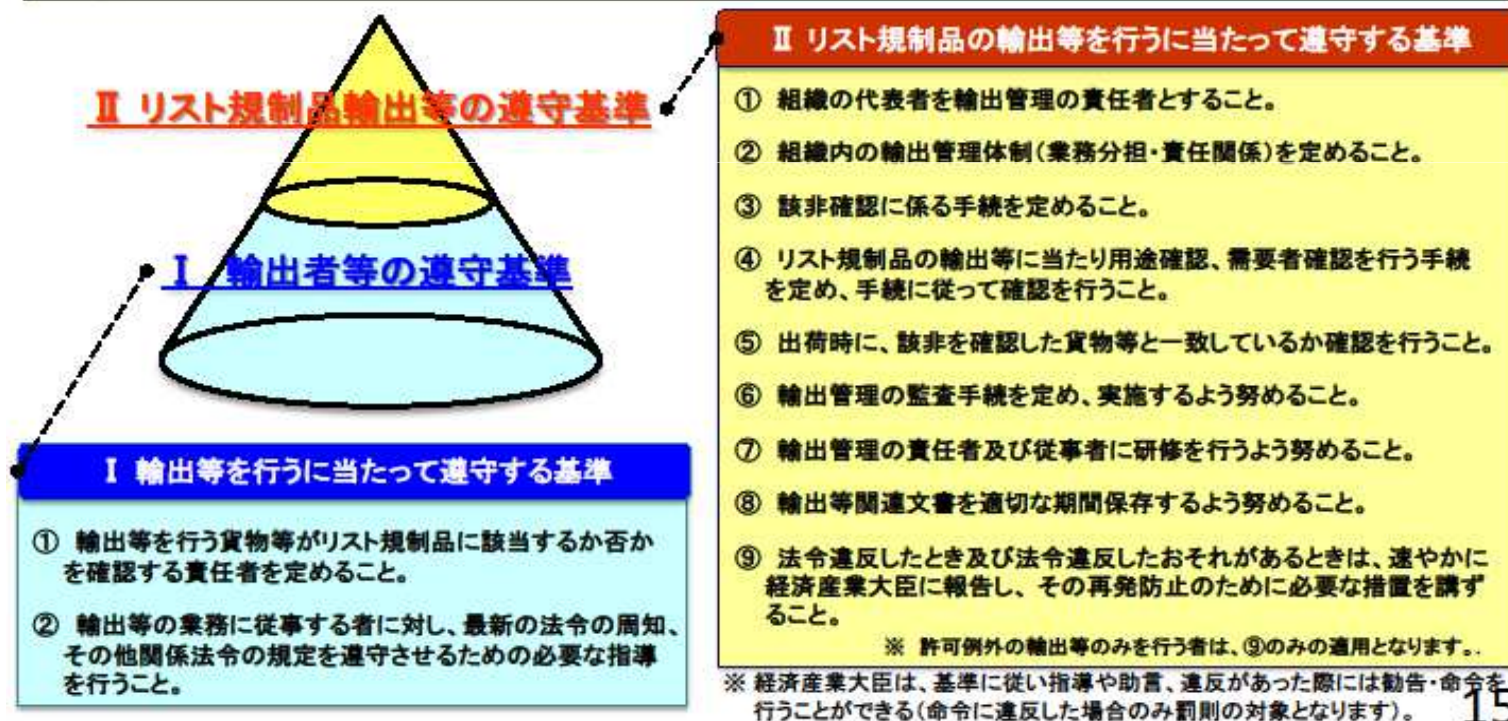 Ⅱ リスト規制品輸出等の遵守基準
Ⅰ 輸出者等の遵守基準
Ⅰ 輸出等を行うに当たって遵守する基準
① 輸出等を行う貨物等がリスト規制品に該当するか否か
を確認する責任者を定めること。
② 輸出等の業務に従事する者に対し、最新の法令の周知、
その他関係法令の規定を遵守させるための必要な指導
を行うこと。
Ⅱ リスト規制品の輸出等を行うに当たって遵守する基準
① 組織の代表者を輸出管理の責任者とすること。
② 組織内の輸出管理体制(業務分担・責任関係)を定めること。
③ 該非確認に係る手続を定めること。
④ リスト規制品の輸出等に当たり用途確認、需要者確認を行う手続
を定め、手続に従って確認を行うこと。
⑤ 出荷時に、該非を確認した貨物等と一致しているか確認を行うこと。
⑥ 輸出管理の監査手続を定め、実施するよう努めること。
⑦ 輸出管理の責任者及び従事者に研修を行うよう努めること。
⑧ 輸出等関連文書を適切な期間保存するよう努めること。
⑨ 法令違反したとき及び法令違反したおそれがあるときは、速やかに
経済産業大臣に報告し、その再発防止のために必要な措置を講ず
ること。
※ 許可例外の輸出等のみを行う者は、⑨のみの適用となります。.
※ 経済産業大臣は、基準に従い指導や助言、違反があった際には勧告・命令を
行うことができる(命令に違反した場合のみ罰則の対象となります)。
15